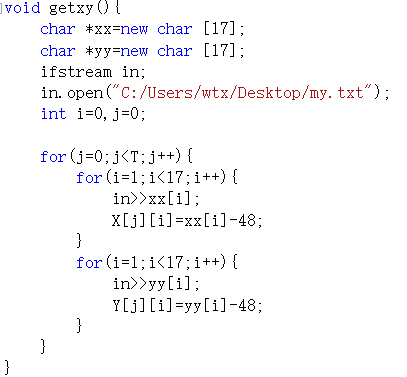 void getxy(){
    char *xx=new char [17];
    char *yy=new char [17];
    ifstream in;
    in.open("C:/Users/wtx/Desktop/my.txt");
    int i=0,j=0;

    for(j=0;j<T;j++){
        for(i=1;i<17;i++){
            in>>xx[i];
            X[j][i]=xx[i]-48;
        }
        for(i=1;i<17;i++){
            in>>yy[i];
            Y[j][i]=yy[i]-48;
        }
    }
}